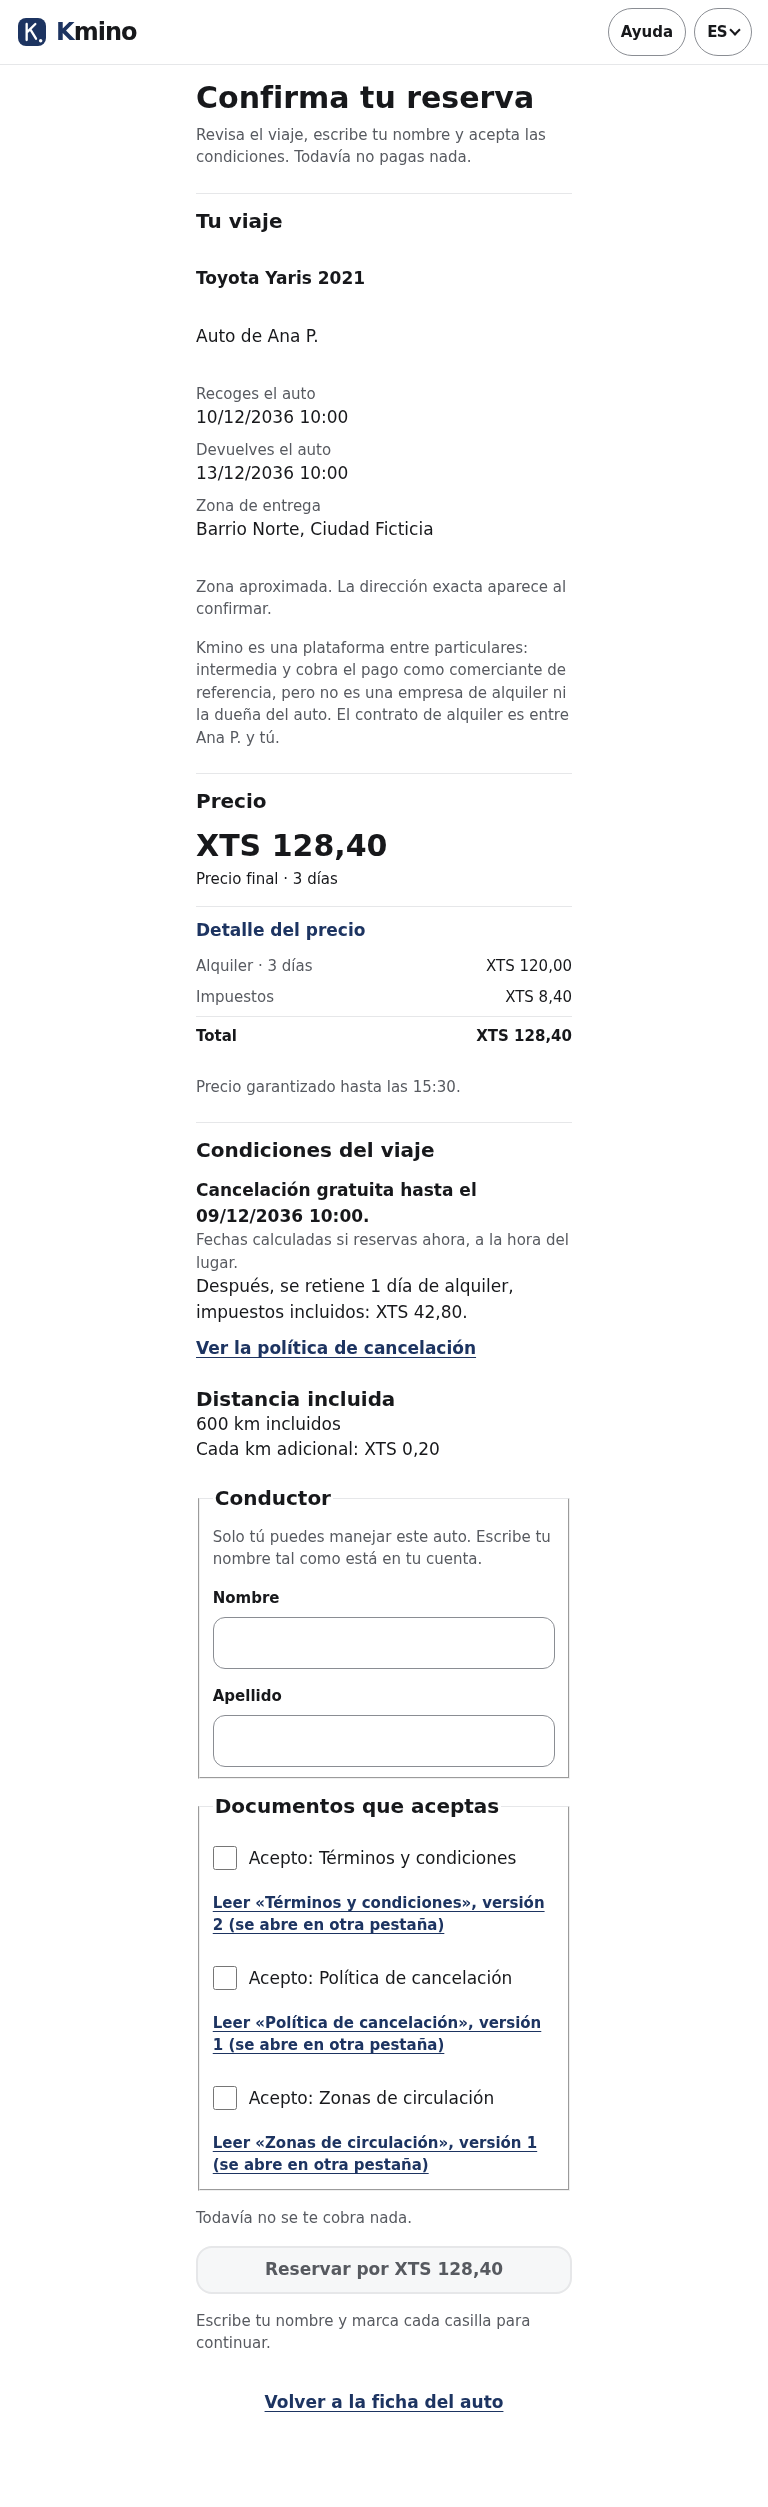 Kmino
Ayuda
ES
Confirma tu reserva
Revisa el viaje, escribe tu nombre y acepta las
condiciones. Todavía no pagas nada.
Tu viaje
Toyota Yaris 2021
Auto de Ana P.
Recoges el auto
10/12/2036 10:00
Devuelves el auto
13/12/2036 10:00
Zona de entrega
Barrio Norte, Ciudad Ficticia
Zona aproximada. La dirección exacta aparece al
confirmar.
Kmino es una plataforma entre particulares:
intermedia y cobra el pago como comerciante de
referencia, pero no es una empresa de alquiler ni
la dueña del auto. El contrato de alquiler es entre
Ana P. y tú.
Precio
XTS 128,40
Precio final · 3 días
Detalle del precio
Alquiler · 3 días XTS 120,00
Impuestos XTS 8,40
Total XTS 128,40
Precio garantizado hasta las 15:30.
Condiciones del viaje
Cancelación gratuita hasta el
09/12/2036 10:00.
Fechas calculadas si reservas ahora, a la hora del
lugar.
Después, se retiene 1 día de alquiler,
impuestos incluidos: XTS 42,80.
Ver la política de cancelación
Distancia incluida
600 km incluidos
Cada km adicional: XTS 0,20
Conductor
Solo tú puedes manejar este auto. Escribe tu
nombre tal como está en tu cuenta.
Nombre
Apellido
Documentos que aceptas
Acepto: Términos y condiciones
Leer «Términos y condiciones», versión
2 (se abre en otra pestaña)
Acepto: Política de cancelación
Leer «Política de cancelación», versión
1 (se abre en otra pestaña)
Acepto: Zonas de circulación
Leer «Zonas de circulación», versión 1
(se abre en otra pestaña)
Todavía no se te cobra nada.
Reservar por XTS 128,40
Escribe tu nombre y marca cada casilla para
continuar.
Volver a la ficha del auto